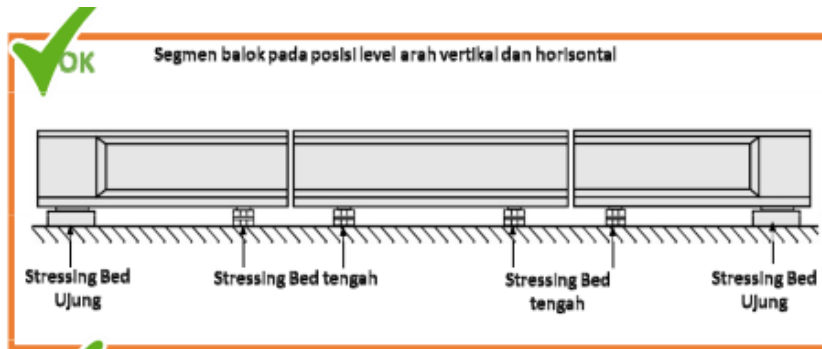 OK
Segmen balok pada posisi level arah vertikal dan horisontal
Stressing Bed
Ujung
Stressing Bed tengah
Stressing Bed
tengah
Stressing Bed
Ujung